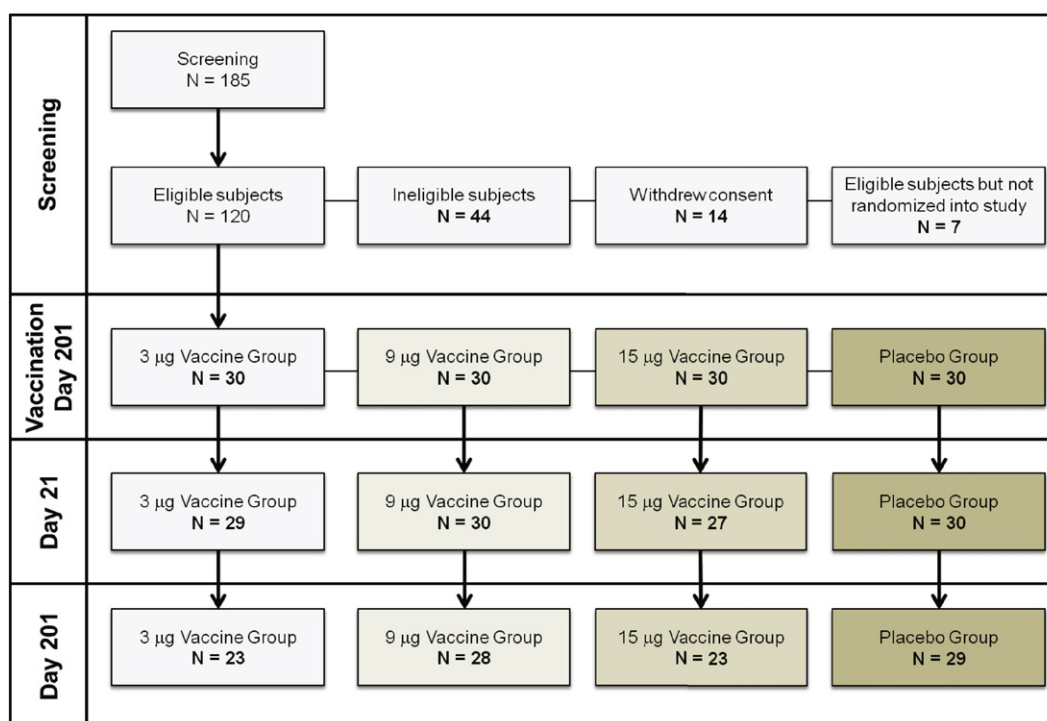 Screening
Screening
N = 185
Eligible subjects
N = 120
Ineligible subjects
N = 44
Withdrew consent
N = 14
Eligible subjects but not
randomized into study
N = 7
Vaccination
Day 201
3 µg Vaccine Group
N = 30
9 µg Vaccine Group
N = 30
15 µg Vaccine Group
N = 30
Placebo Group
N = 30
Day 21
3 µg Vaccine Group
N = 29
9 µg Vaccine Group
N = 30
15 µg Vaccine Group
N = 27
Placebo Group
N = 30
Day 201
3 µg Vaccine Group
N = 23
9 µg Vaccine Group
N = 28
15 µg Vaccine Group
N = 23
Placebo Group
N = 29